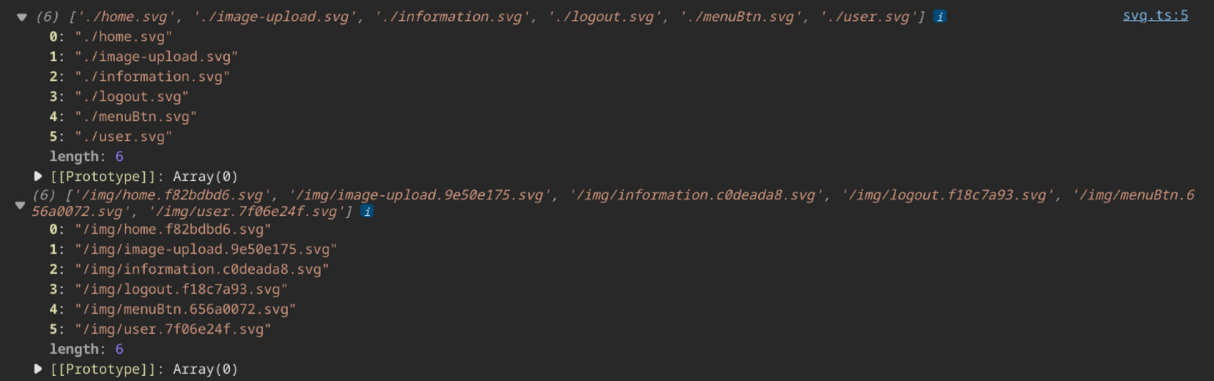 (6) ['./home.svg', './image-upload.svg', './information.svg', './logout.svg', './menuBtn.svg', './user.svg'] i svg.ts:5
0: "./home.svg"
1: "./image-upload.svg"
2: "./information.svg"
3: "./logout.svg"
4: "./menuBtn.svg"
5: "./user.svg"
length: 6
[[Prototype]]: Array(0)
(6) ['/img/home.f82bdbd6.svg', '/img/image-upload.9e50e175.svg', '/img/information.c0deada8.svg', '/img/logout.f18c7a93.svg', '/img/menuBtn.6
56a0072.svg', '/img/user.7f06e24f.svg'] i
0: "/img/home.f82bdbd6.svg"
1: "/img/image-upload.9e50e175.svg"
2: "/img/information.c0deada8.svg"
3: "/img/logout.f18c7a93.svg"
4: "/img/menuBtn.656a0072.svg"
5: "/img/user.7f06e24f.svg"
length: 6
[[Prototype]]: Array(0)